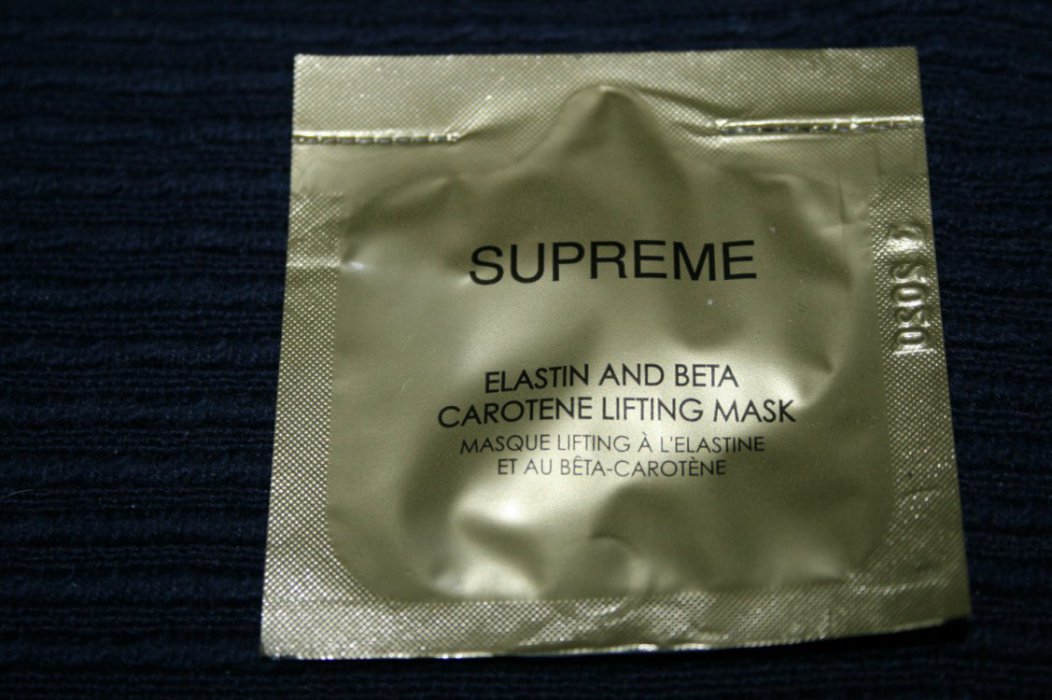 SUPREME
ELASTIN AND BETA
CAROTENE LIFTING MASK
MASQUE LIFTING À L'ELASTINE
ET AU BÊTA-CAROTÈNE